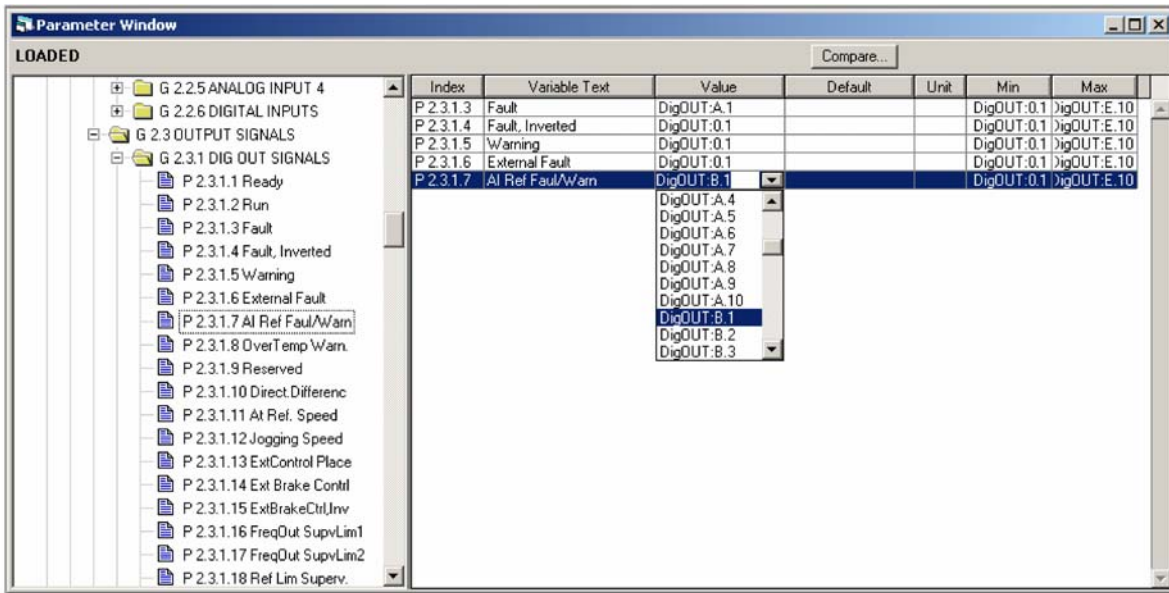 Parameter Window
LOADED
Compare...
G 2.2.5 ANALOG INPUT 4
G 2.2.6 DIGITAL INPUTS
G 2.3 OUTPUT SIGNALS
G 2.3.1 DIG OUT SIGNALS
P 2.3.1.1 Ready
P 2.3.1.2 Run
P 2.3.1.3 Fault
P 2.3.1.4 Fault, Inverted
P 2.3.1.5 Warning
P 2.3.1.6 External Fault
P 2.3.1.7 AI Ref Faul/Warn
P 2.3.1.8 OverTemp Warn.
P 2.3.1.9 Reserved
P 2.3.1.10 Direct.Differenc
P 2.3.1.11 At Ref. Speed
P 2.3.1.12 Jogging Speed
P 2.3.1.13 ExtControl Place
P 2.3.1.14 Ext Brake Contrl
P 2.3.1.15 ExtBrakeCtrl,Inv
P 2.3.1.16 FreqOut SupvLim1
P 2.3.1.17 FreqOut SupvLim2
P 2.3.1.18 Ref Lim Superv.
Index Variable Text Value Default Unit Min Max
P 2.3.1.3 Fault DigOUT:A.1 DigOUT:0.1 DigOUT:E.10
P 2.3.1.4 Fault, Inverted DigOUT:0.1 DigOUT:0.1 DigOUT:E.10
P 2.3.1.5 Warning DigOUT:0.1 DigOUT:0.1 DigOUT:E.10
P 2.3.1.6 External Fault DigOUT:0.1 DigOUT:0.1 DigOUT:E.10
P 2.3.1.7 AI Ref Faul/Warn DigOUT:B.1 DigOUT:0.1 DigOUT:E.10
DigOUT:A.4
DigOUT:A.5
DigOUT:A.6
DigOUT:A.7
DigOUT:A.8
DigOUT:A.9
DigOUT:A.10
DigOUT:B.1
DigOUT:B.2
DigOUT:B.3